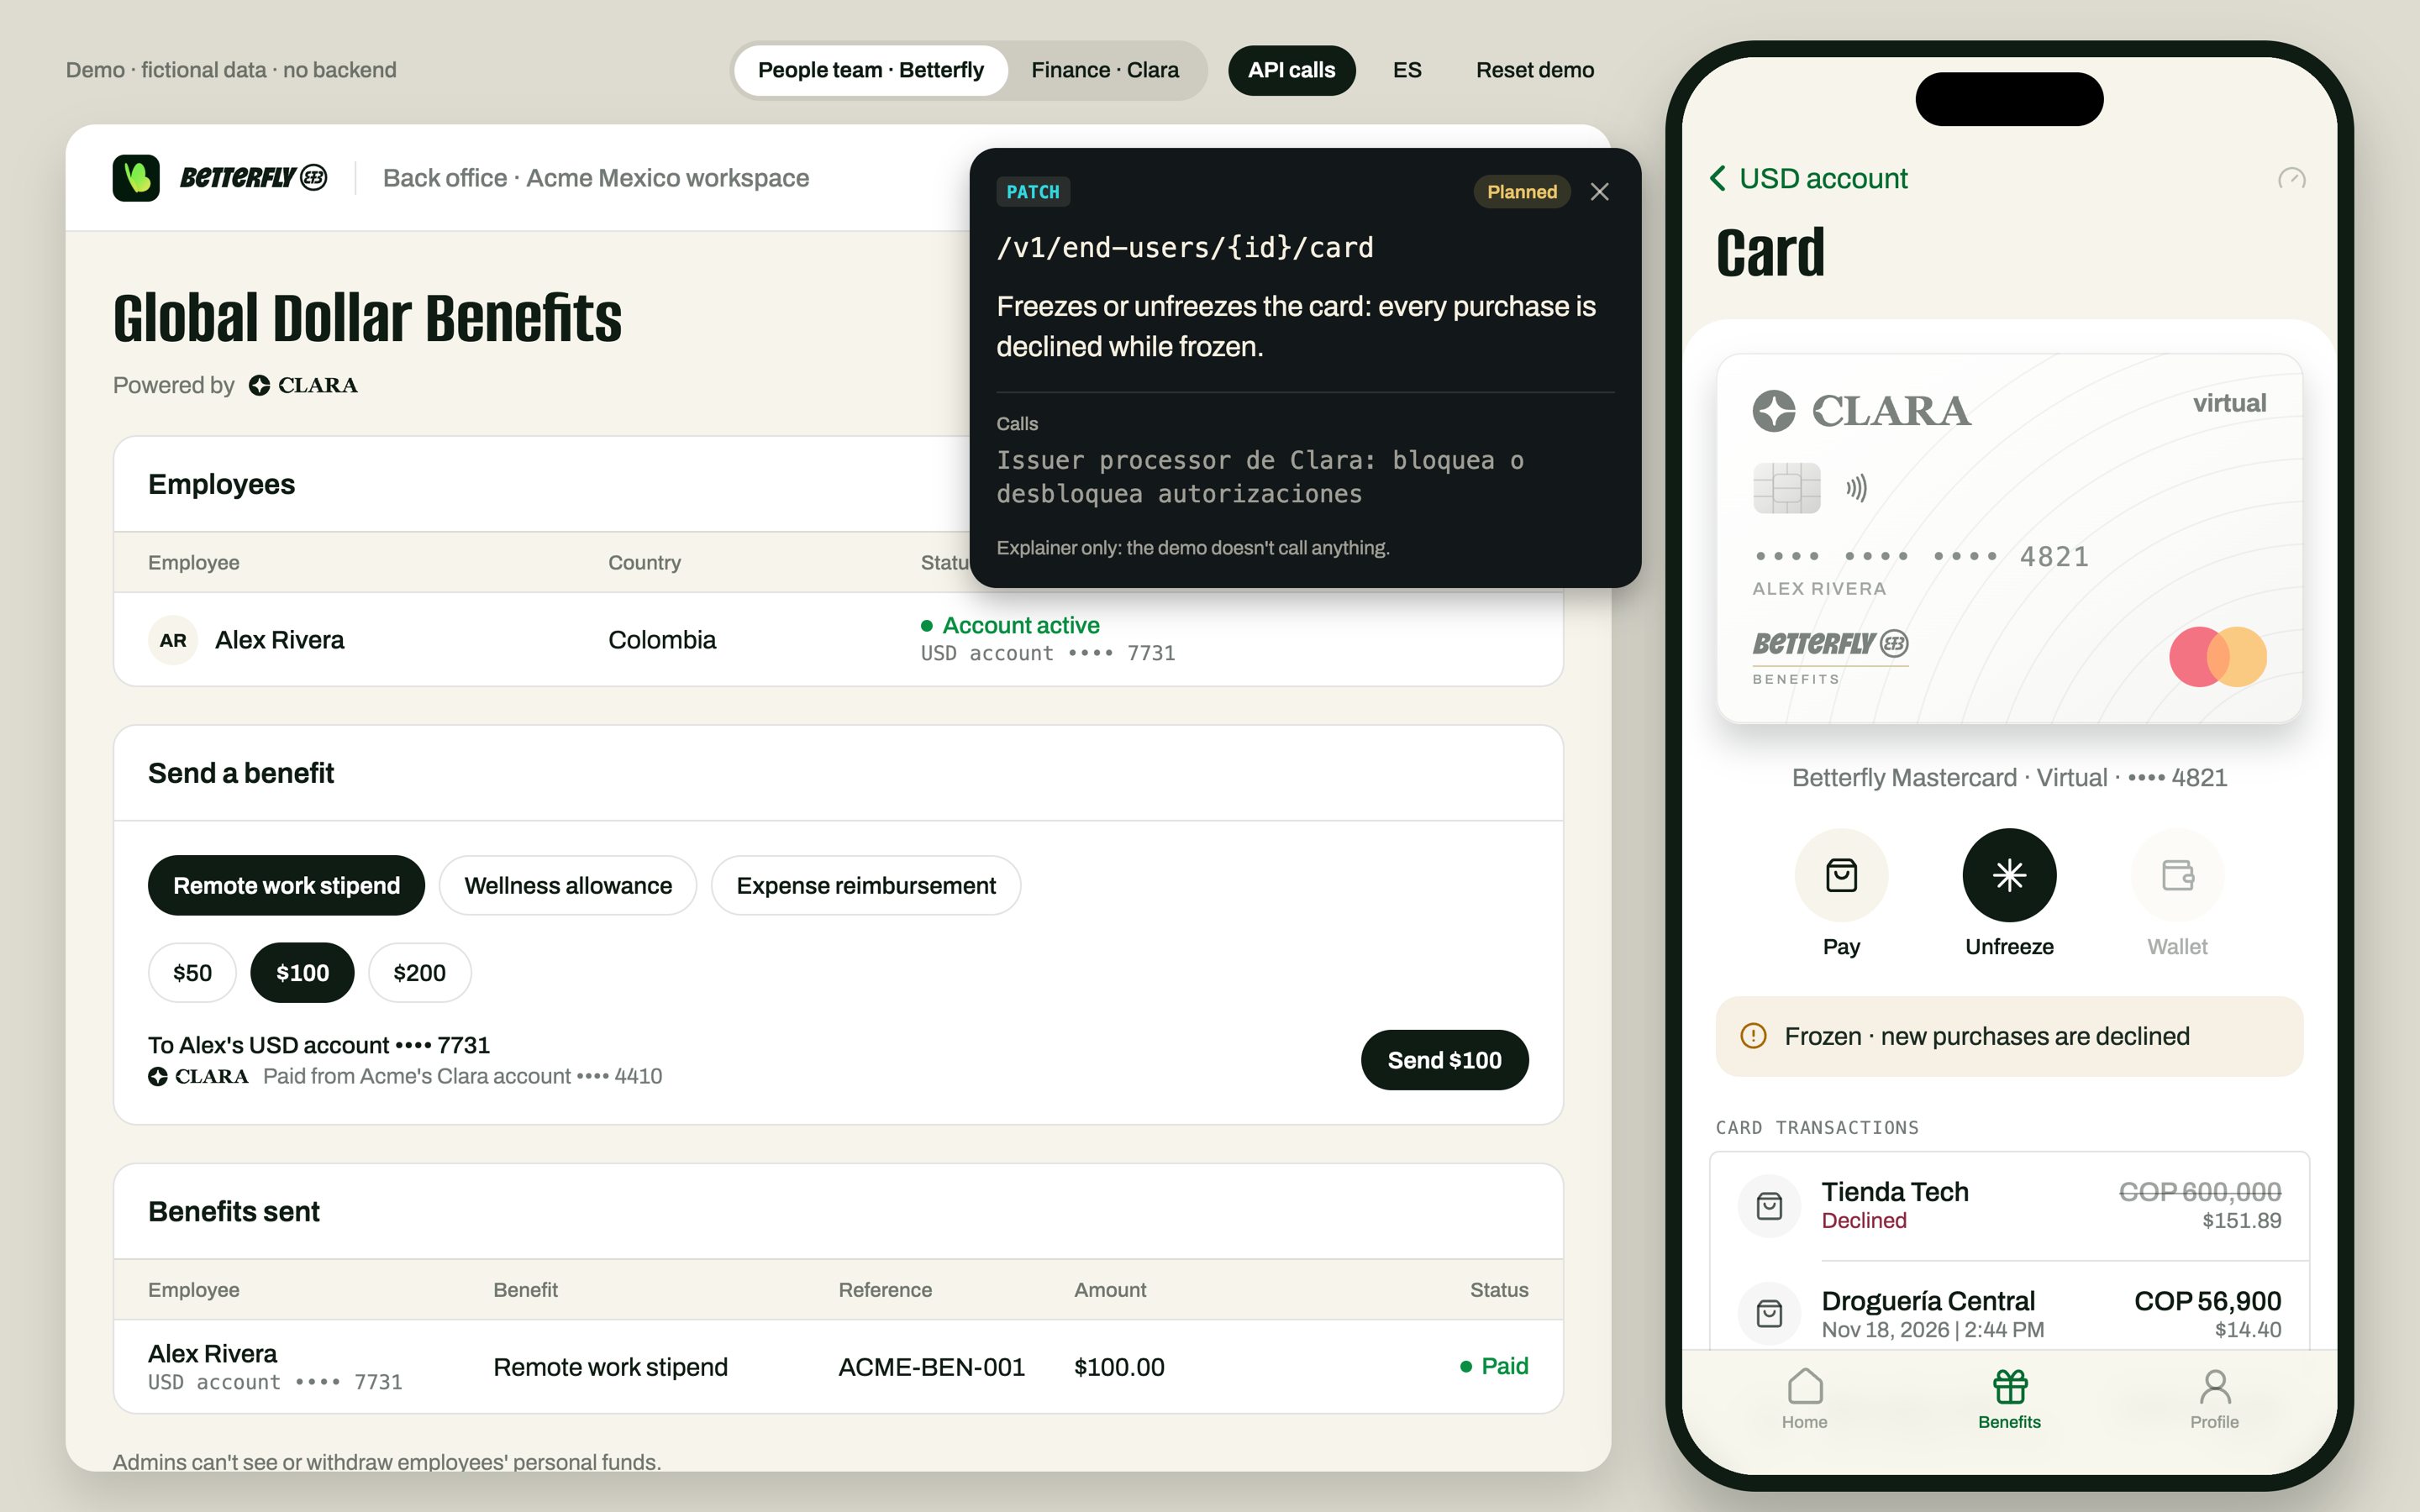 Demo · fictional data · no backend
People team · Betterfly
Finance · Clara
API calls
ES
Reset demo
BETTERFLY
Back office · Acme Mexico workspace
Global Dollar Benefits
Powered by CLARA
PATCH
Planned
/v1/end-users/{id}/card
Freezes or unfreezes the card: every purchase is
declined while frozen.
Calls
Issuer processor de Clara: bloquea o
desbloquea autorizaciones
Explainer only: the demo doesn't call anything.
Employees
Employee
Country
Statu
AR
Alex Rivera
Colombia
Account active
USD account •••• 7731
Send a benefit
Remote work stipend
Wellness allowance
Expense reimbursement
$50
$100
$200
To Alex's USD account •••• 7731
CLARA Paid from Acme's Clara account •••• 4410
Send $100
Benefits sent
Employee
Benefit
Reference
Amount
Status
Alex Rivera
USD account •••• 7731
Remote work stipend
ACME-BEN-001
$100.00
Paid
Admins can't see or withdraw employees' personal funds.
USD account
Card
CLARA
virtual
•••• •••• •••• 4821
ALEX RIVERA
BETTERFLY
BENEFITS
Betterfly Mastercard · Virtual · •••• 4821
Pay
Unfreeze
Wallet
Frozen · new purchases are declined
CARD TRANSACTIONS
Tienda Tech
COP 600,000
Declined
$151.89
Droguería Central
COP 56,900
Nov 18, 2026 | 2:44 PM
$14.40
Home
Benefits
Profile